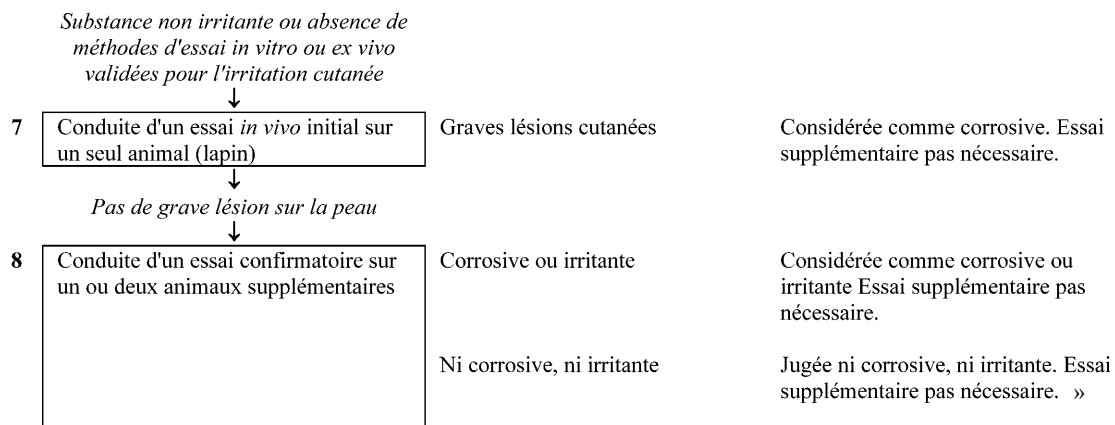 Substance non irritante ou absence de
méthodes d'essai in vitro ou ex vivo
validées pour l'irritation cutanée
7
Conduite d'un essai in vivo initial sur
un seul animal (lapin)
Graves lésions cutanées
Considérée comme corrosive. Essai
supplémentaire pas nécessaire.
Pas de grave lésion sur la peau
8
Conduite d'un essai confirmatoire sur
un ou deux animaux supplémentaires
Corrosive ou irritante
Considérée comme corrosive ou
irritante Essai supplémentaire pas
nécessaire.
Ni corrosive, ni irritante
Jugée ni corrosive, ni irritante. Essai
supplémentaire pas nécessaire. »